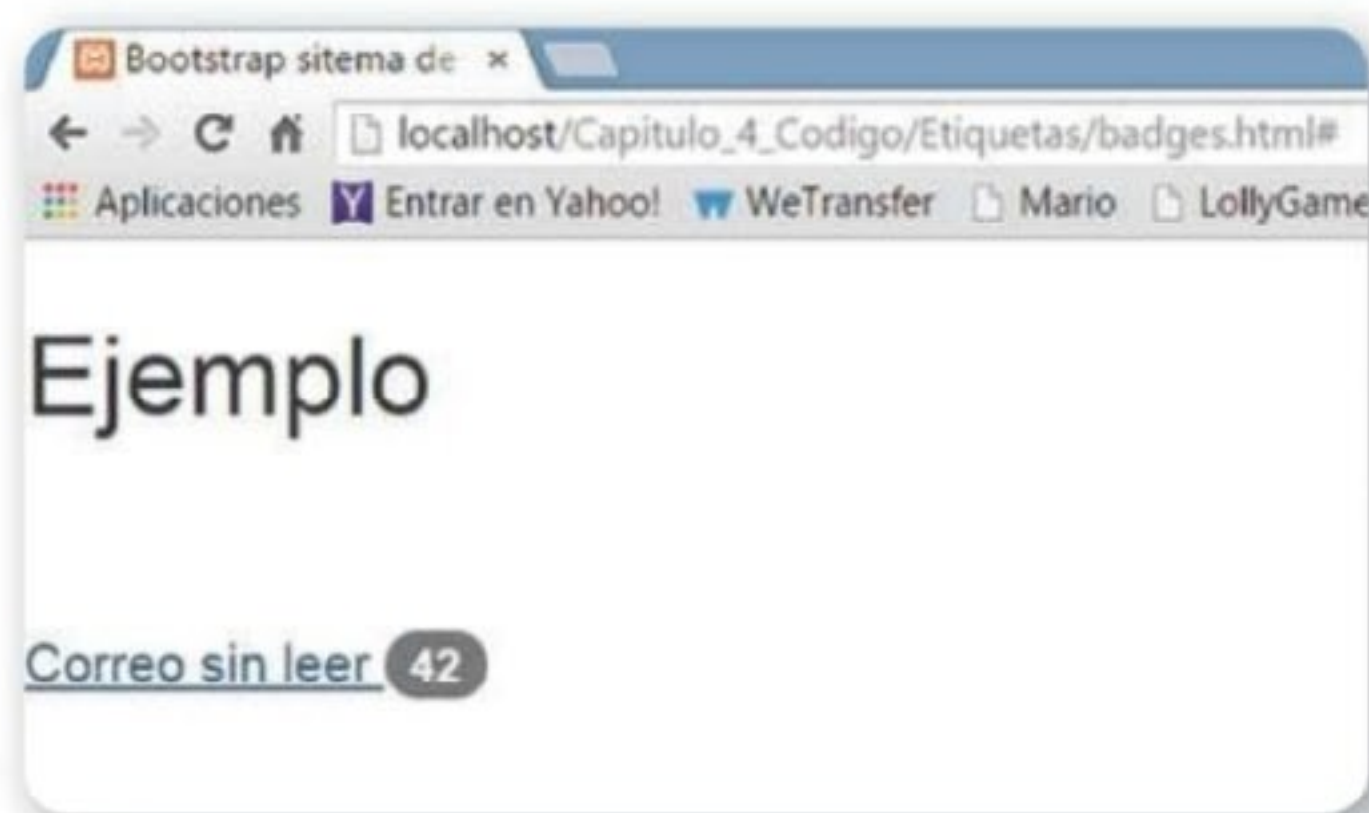 Bootstrap sitema de
localhost/Capitulo_4_Codigo/Etiquetas/badges.html#
Aplicaciones Entrar en Yahoo! WeTransfer Mario LollyGame
Ejemplo
Correo sin leer 42